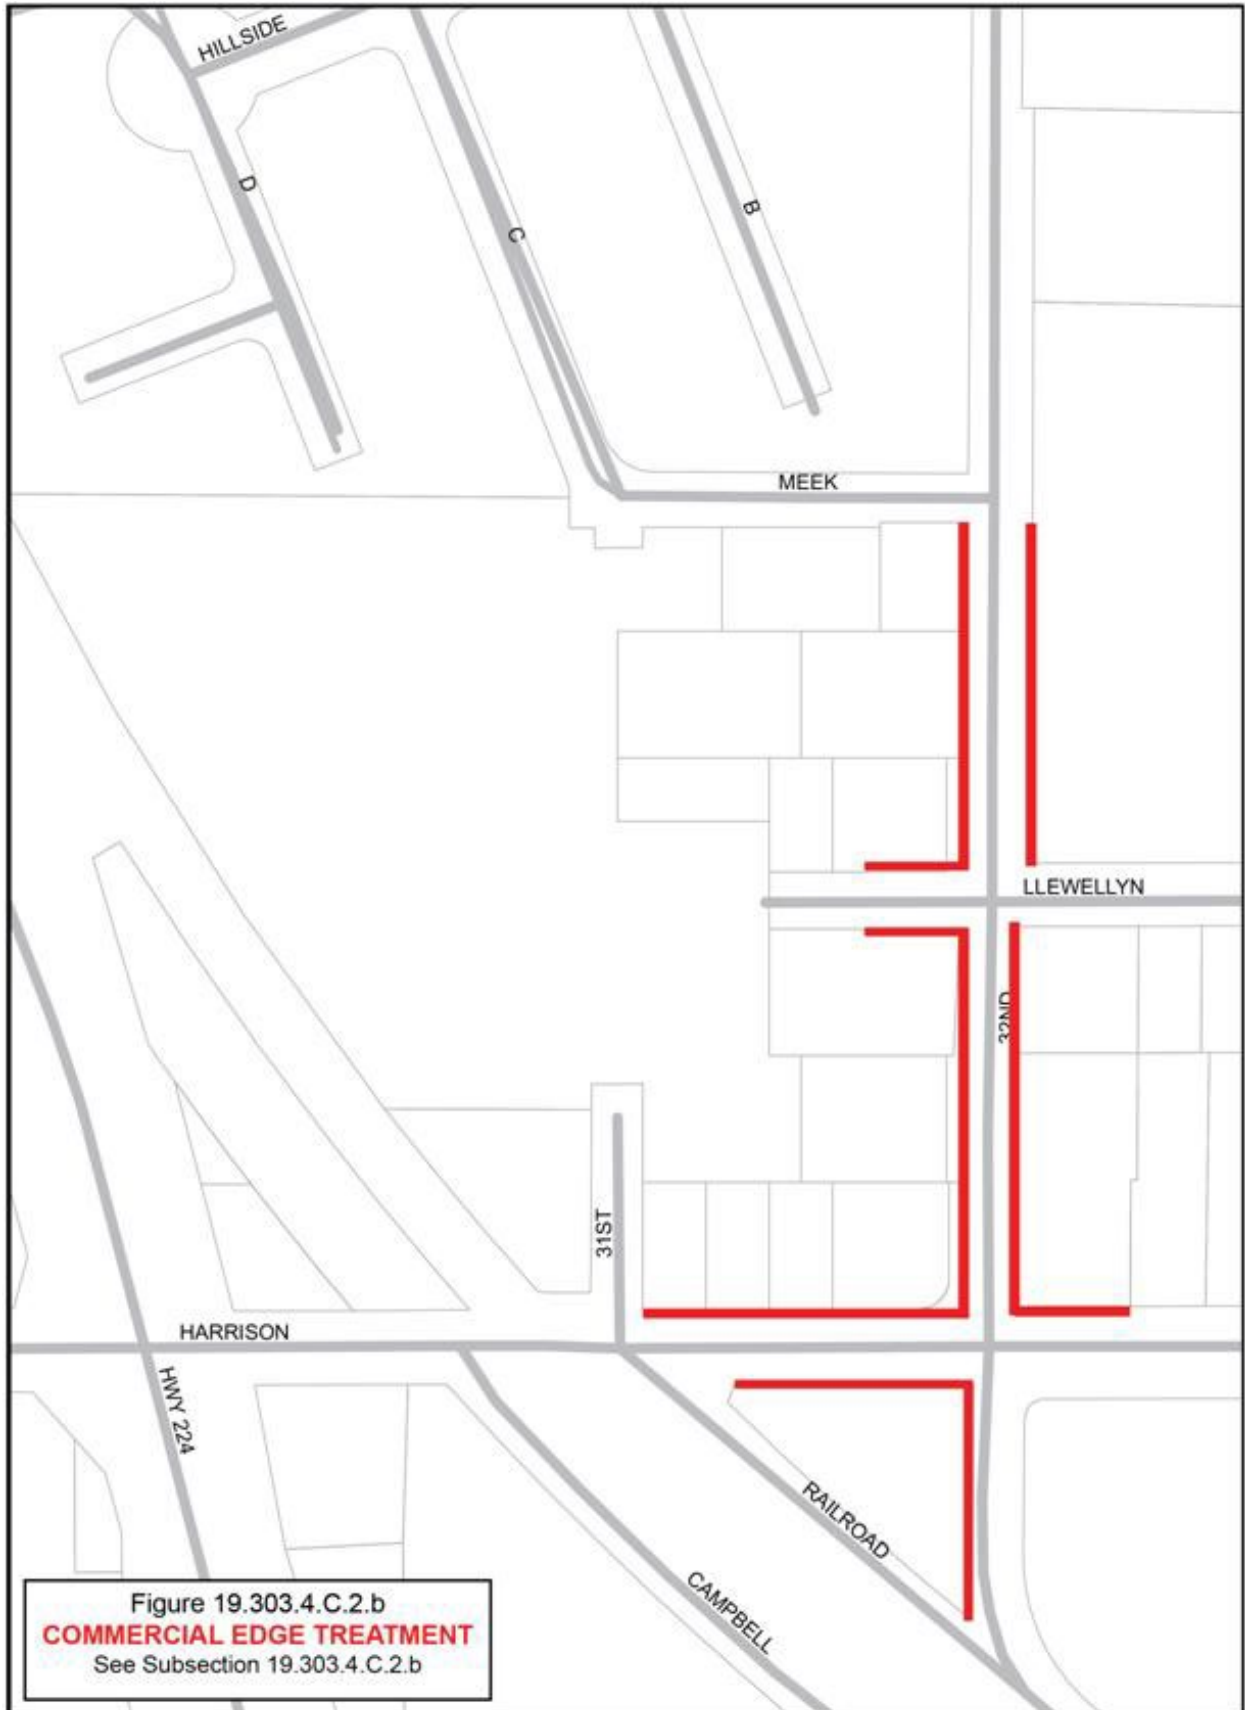 HILLSIDE
D
C
B
MEEK
LLEWELLYN
32ND
31ST
HARRISON
HWY 224
RAILROAD
CAMPBELL
Figure 19.303.4.C.2.b
COMMERCIAL EDGE TREATMENT
See Subsection 19.303.4.C.2.b